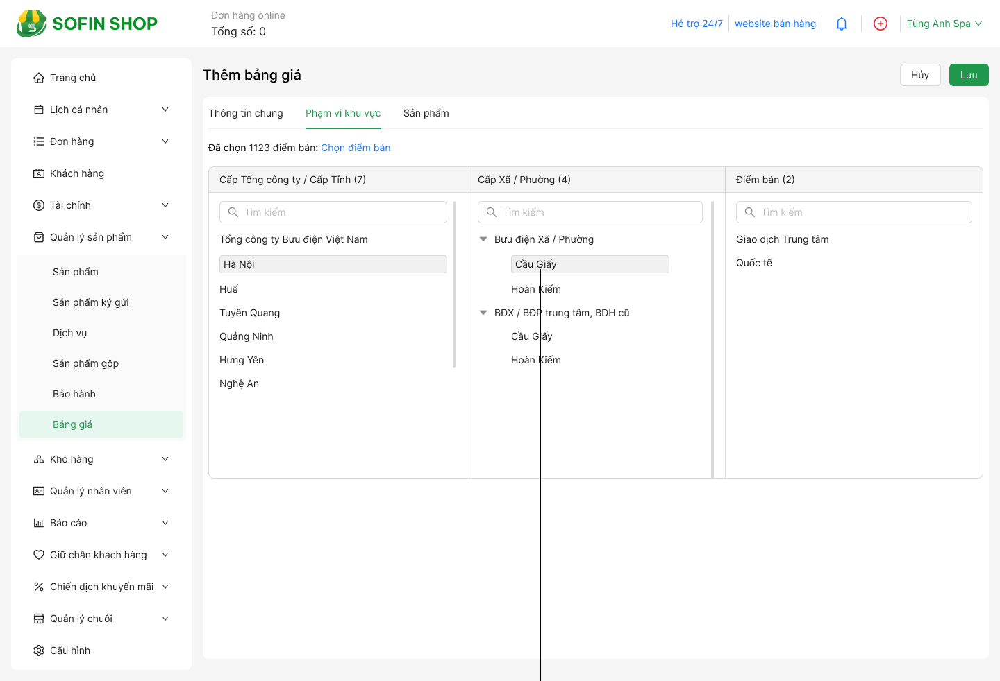 SOFIN SHOP
Đơn hàng online
Tổng số: 0
Hỗ trợ 24/7
website bán hàng
Tùng Anh Spa
Trang chủ
Lịch cá nhân
Đơn hàng
Khách hàng
Tài chính
Quản lý sản phẩm
Sản phẩm
Sản phẩm ký gửi
Dịch vụ
Sản phẩm gộp
Bảo hành
Bảng giá
Kho hàng
Quản lý nhân viên
Báo cáo
Giữ chân khách hàng
Chiến dịch khuyến mãi
Quản lý chuỗi
Cấu hình
Thêm bảng giá
Hủy
Lưu
Thông tin chung
Phạm vi khu vực
Sản phẩm
Đã chọn 1123 điểm bán: Chọn điểm bán
Cấp Tổng công ty / Cấp Tỉnh (7)
Tìm kiếm
Tổng công ty Bưu điện Việt Nam
Hà Nội
Huế
Tuyên Quang
Quảng Ninh
Hưng Yên
Nghệ An
Cấp Xã / Phường (4)
Tìm kiếm
Bưu điện Xã / Phường
Cầu Giấy
Hoàn Kiếm
BĐX / BĐP trung tâm, BDH cũ
Cầu Giấy
Hoàn Kiếm
Điểm bán (2)
Tìm kiếm
Giao dịch Trung tâm
Quốc tế